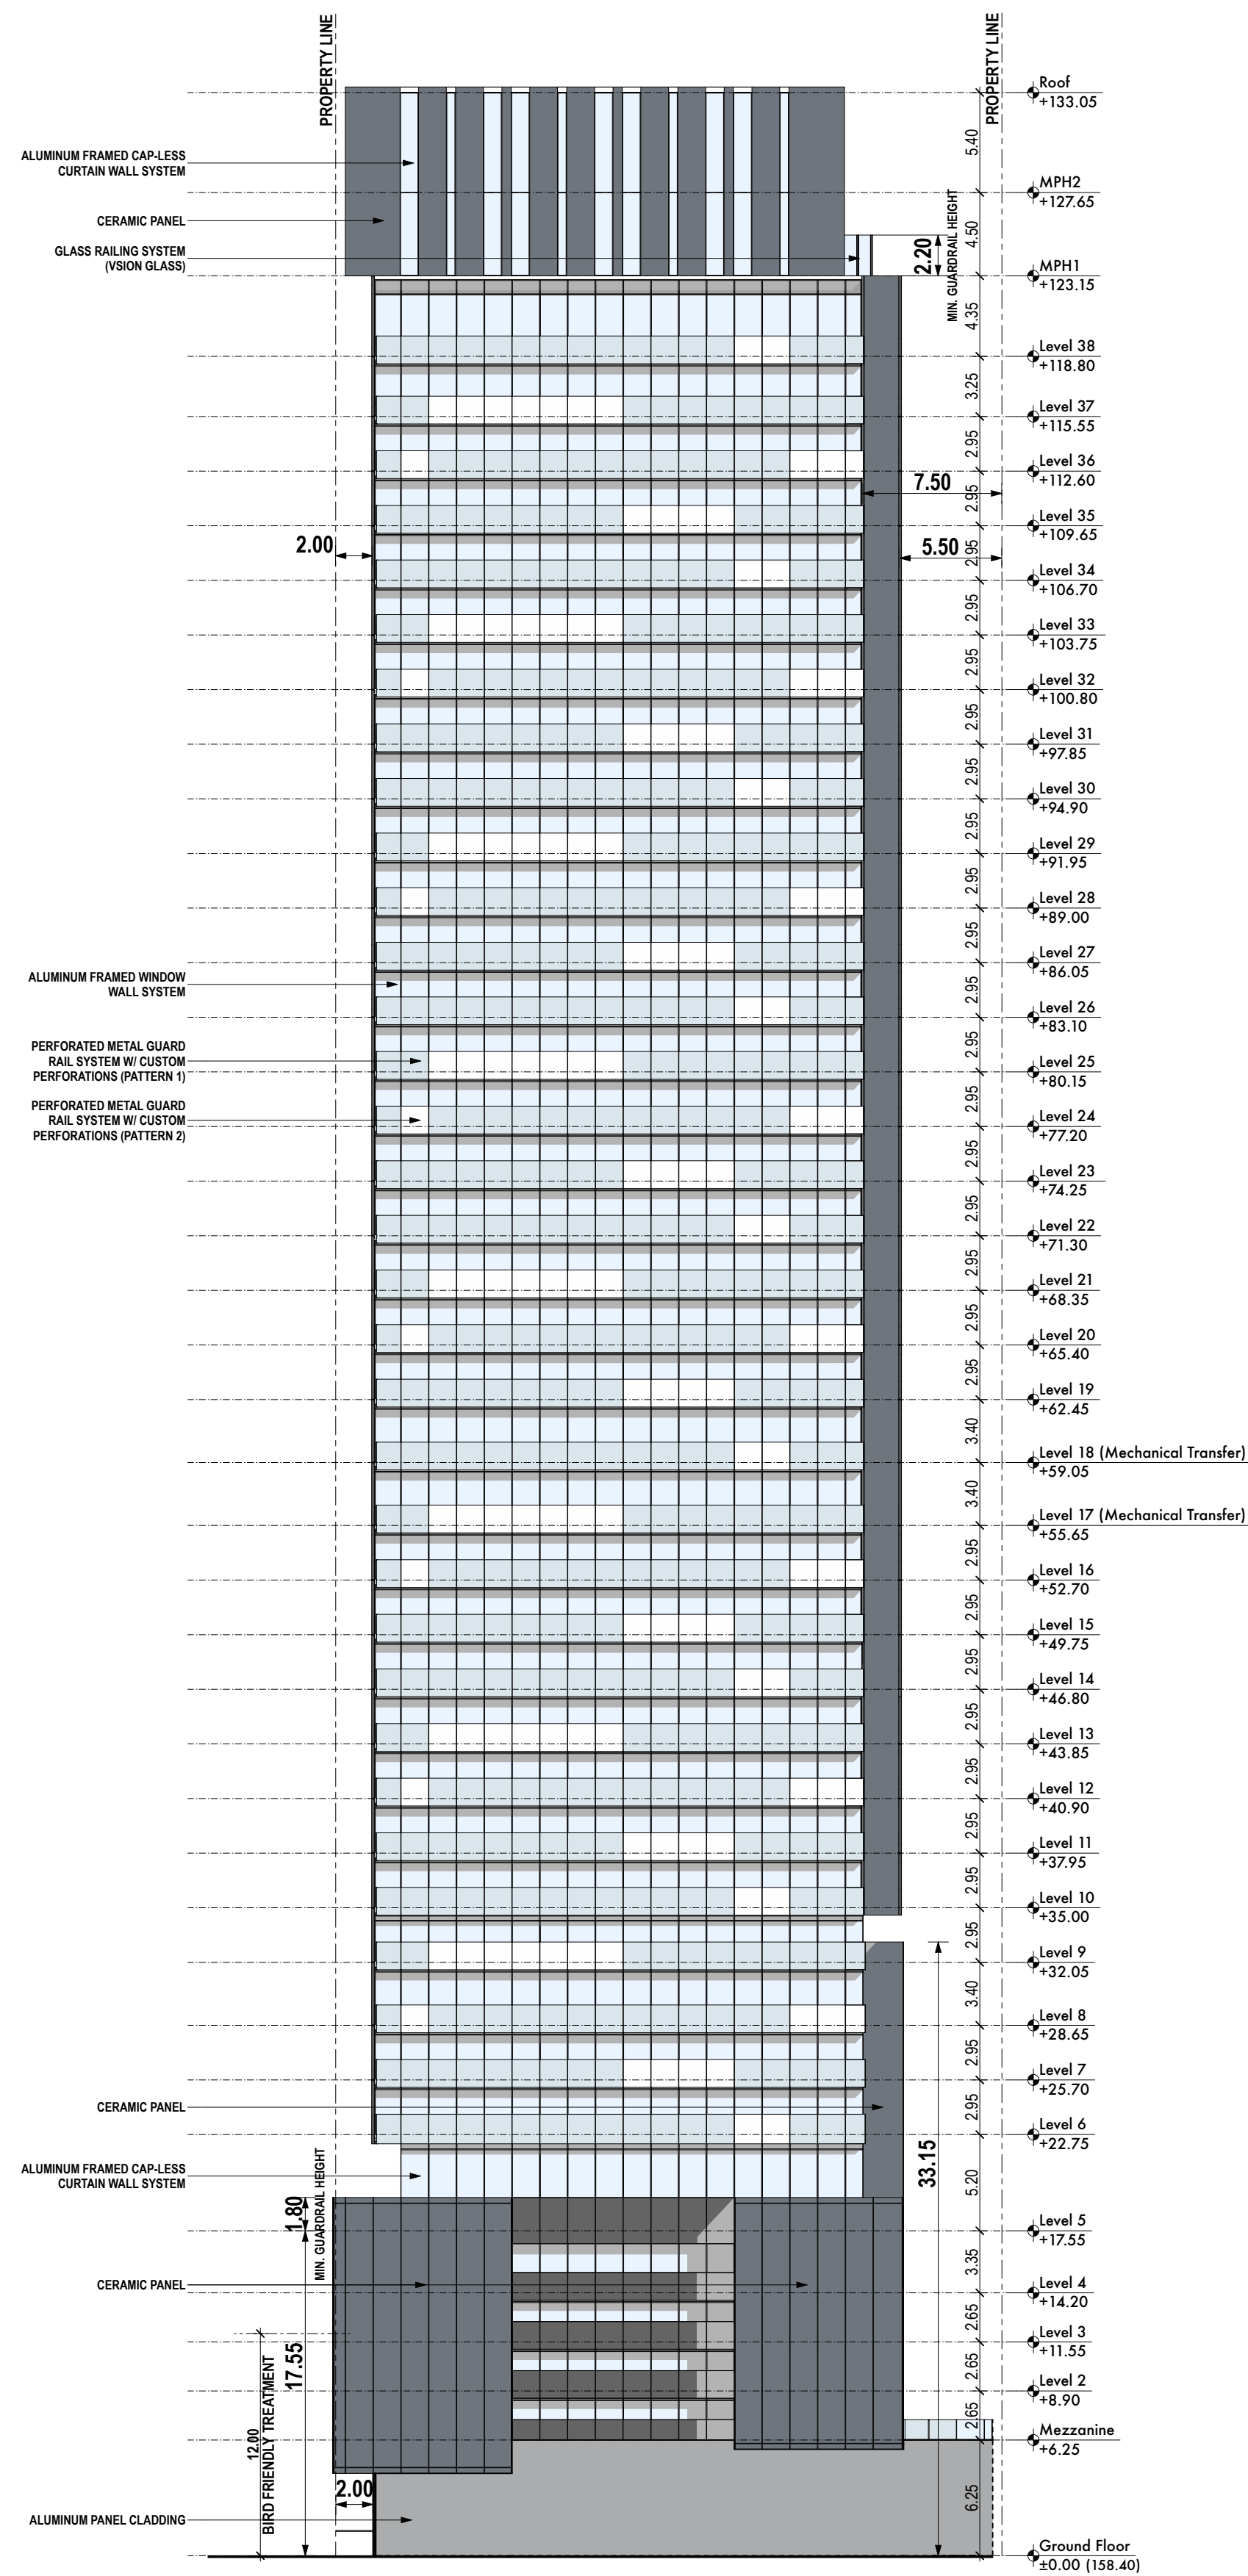 PROPERTY LINE
PROPERTY LINE
Roof
+133.05
5.40
ALUMINUM FRAMED CAP-LESS
CURTAIN WALL SYSTEM
MPH2
+127.65
CERAMIC PANEL
4.50
GLASS RAILING SYSTEM
(VSION GLASS)
2.20
MIN. GUARDRAIL HEIGHT
MPH1
+123.15
4.35
Level 38
+118.80
3.25
Level 37
+115.55
2.95
Level 36
+112.60
7.50
2.95
Level 35
+109.65
2.00
5.50
2.95
Level 34
+106.70
2.95
Level 33
+103.75
2.95
Level 32
+100.80
2.95
Level 31
+97.85
2.95
Level 30
+94.90
2.95
Level 29
+91.95
2.95
Level 28
+89.00
2.95
Level 27
+86.05
ALUMINUM FRAMED WINDOW
WALL SYSTEM
2.95
Level 26
+83.10
2.95
PERFORATED METAL GUARD
RAIL SYSTEM W/ CUSTOM
PERFORATIONS (PATTERN 1)
Level 25
+80.15
2.95
PERFORATED METAL GUARD
RAIL SYSTEM W/ CUSTOM
PERFORATIONS (PATTERN 2)
Level 24
+77.20
2.95
Level 23
+74.25
2.95
Level 22
+71.30
2.95
Level 21
+68.35
2.95
Level 20
+65.40
2.95
Level 19
+62.45
3.40
Level 18 (Mechanical Transfer)
+59.05
3.40
Level 17 (Mechanical Transfer)
+55.65
2.95
Level 16
+52.70
2.95
Level 15
+49.75
2.95
Level 14
+46.80
2.95
Level 13
+43.85
2.95
Level 12
+40.90
2.95
Level 11
+37.95
2.95
Level 10
+35.00
2.95
Level 9
+32.05
3.40
Level 8
+28.65
2.95
Level 7
+25.70
CERAMIC PANEL
2.95
Level 6
+22.75
33.15
ALUMINUM FRAMED CAP-LESS
CURTAIN WALL SYSTEM
5.20
1.80
MIN. GUARDRAIL HEIGHT
Level 5
+17.55
3.35
CERAMIC PANEL
Level 4
+14.20
2.65
Level 3
+11.55
17.55
2.65
Level 2
+8.90
12.00
BIRD FRIENDLY TREATMENT
2.65
Mezzanine
+6.25
2.00
6.25
ALUMINUM PANEL CLADDING
Ground Floor
±0.00 (158.40)